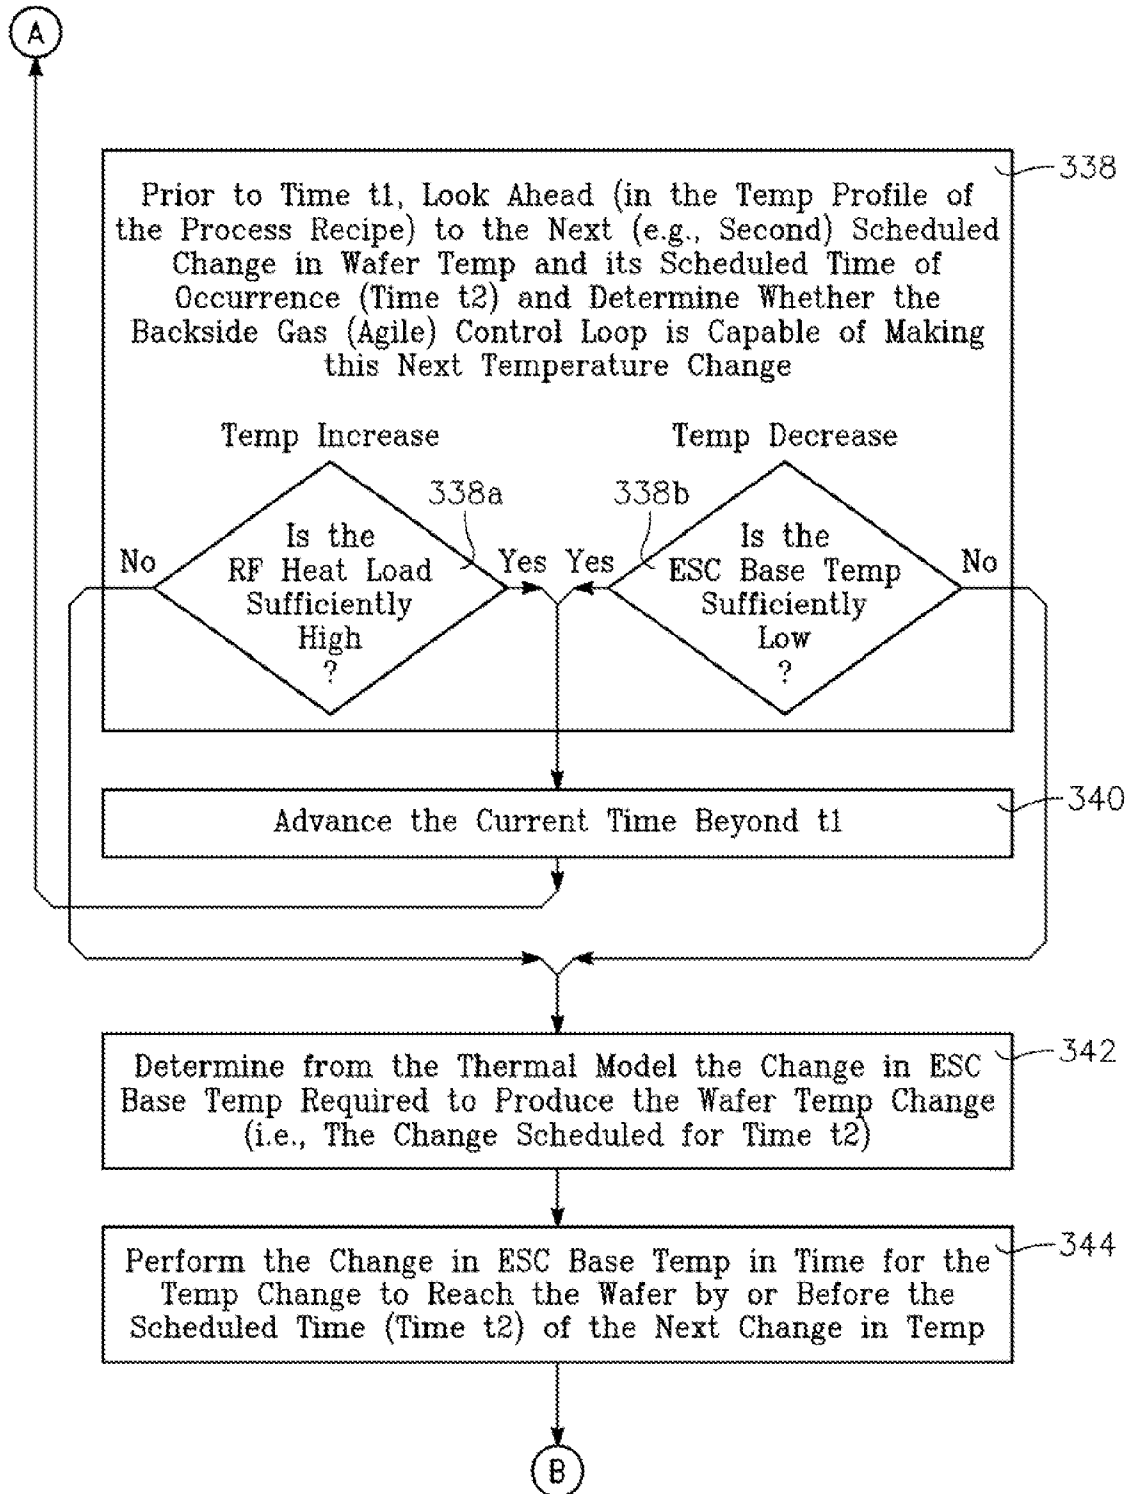 A
338
Prior to Time t1, Look Ahead (in the Temp Profile of
the Process Recipe) to the Next (e.g., Second) Scheduled
Change in Wafer Temp and its Scheduled Time of
Occurrence (Time t2) and Determine Whether the
Backside Gas (Agile) Control Loop is Capable of Making
this Next Temperature Change
Temp Increase
Temp Decrease
338a
338b
No
Is the
RF Heat Load
Sufficiently
High
?
Yes
Yes
Is the
ESC Base Temp
Sufficiently
Low
?
No
Advance the Current Time Beyond t1
340
Determine from the Thermal Model the Change in ESC
Base Temp Required to Produce the Wafer Temp Change
(i.e., The Change Scheduled for Time t2)
342
Perform the Change in ESC Base Temp in Time for the
Temp Change to Reach the Wafer by or Before the
Scheduled Time (Time t2) of the Next Change in Temp
344
B